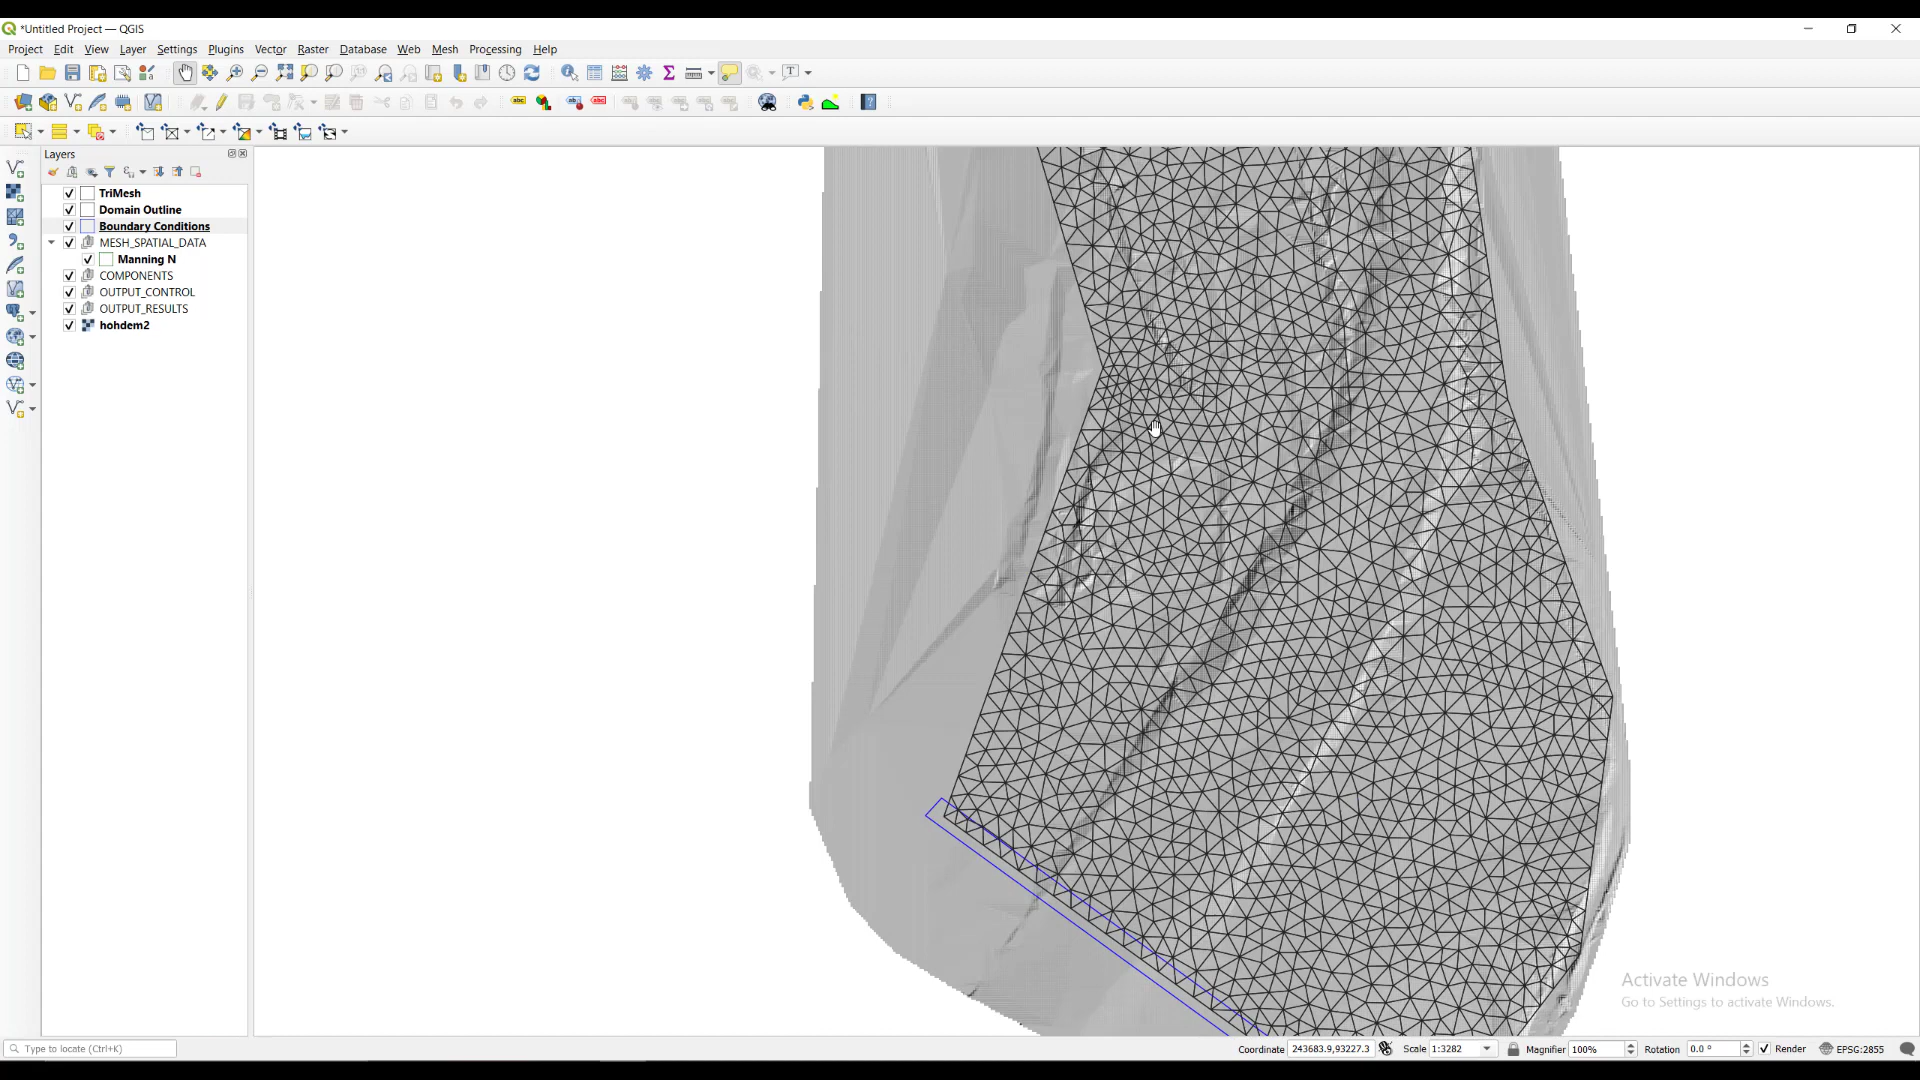 *Untitled Project — QGIS
Project Edit View Layer Settings Plugins Vector Raster Database Web Mesh Processing Help
Layers
TriMesh
Domain Outline
Boundary Conditions
MESH_SPATIAL_DATA
Manning N
COMPONENTS
OUTPUT_CONTROL
OUTPUT_RESULTS
hohdem2
Activate Windows
Go to Settings to activate Windows.
Type to locate (Ctrl+K)
Coordinate 243683.9,93227.3 Scale 1:3282 Magnifier 100% Rotation 0.0 ° Render EPSG:2855